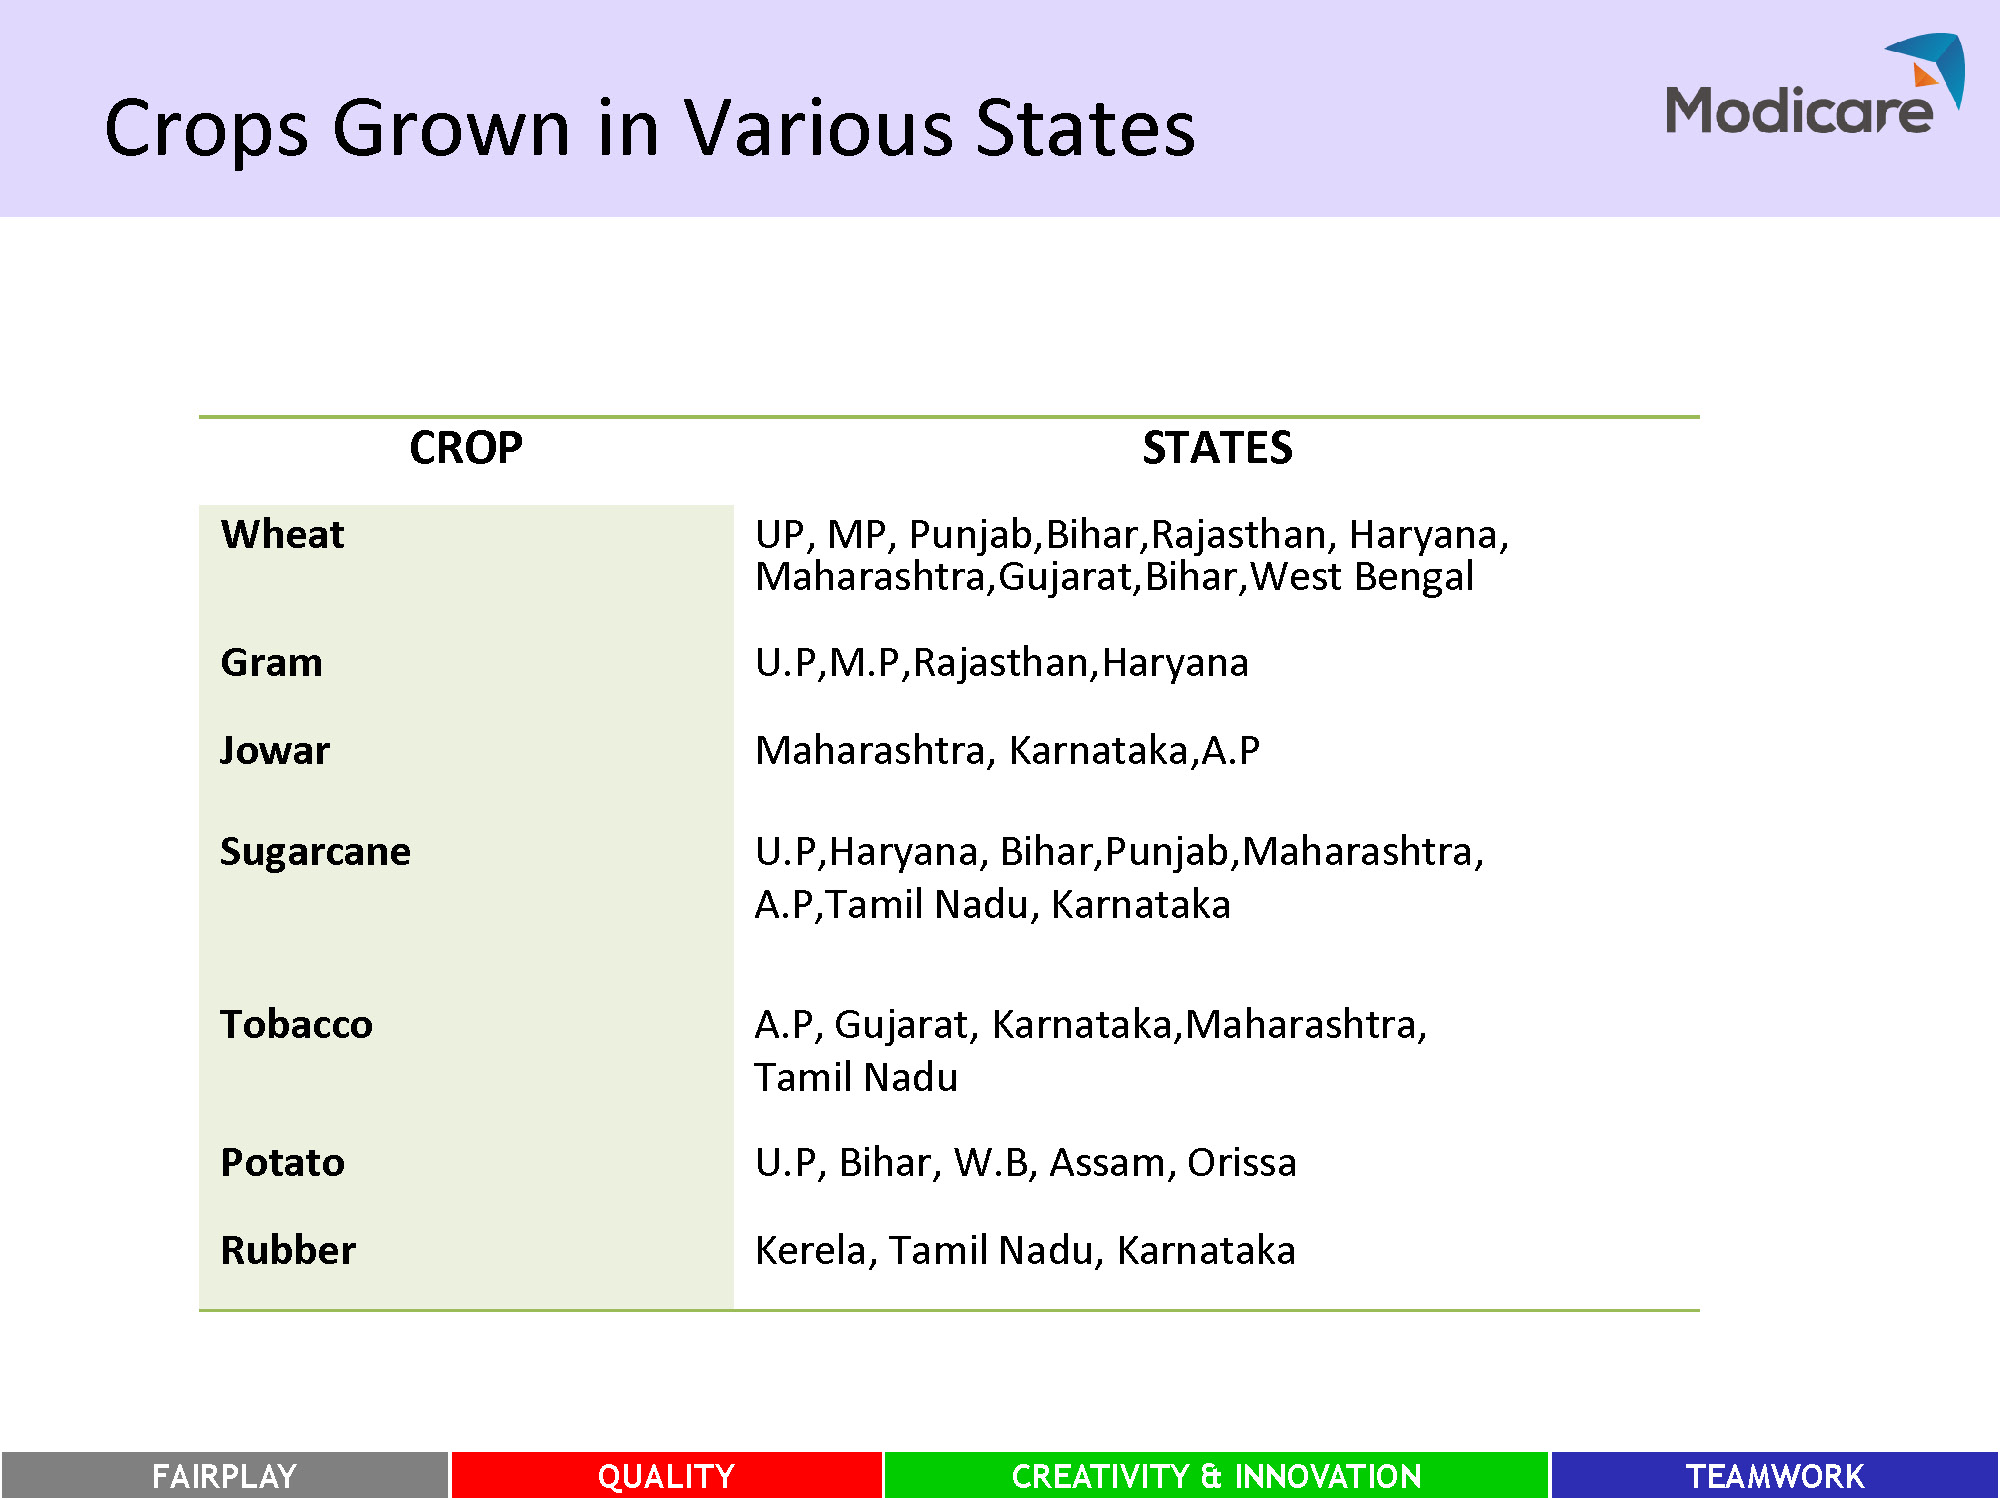 Crops Grown in Various States
Modicare
CROP STATES
Wheat UP, MP, Punjab,Bihar,Rajasthan, Haryana,
Maharashtra,Gujarat,Bihar,West Bengal
Gram U.P,M.P,Rajasthan,Haryana
Jowar Maharashtra, Karnataka,A.P
Sugarcane U.P,Haryana, Bihar,Punjab,Maharashtra,
A.P,Tamil Nadu, Karnataka
Tobacco A.P, Gujarat, Karnataka,Maharashtra,
Tamil Nadu
Potato U.P, Bihar, W.B, Assam, Orissa
Rubber Kerela, Tamil Nadu, Karnataka
FAIRPLAY QUALITY CREATIVITY & INNOVATION TEAMWORK